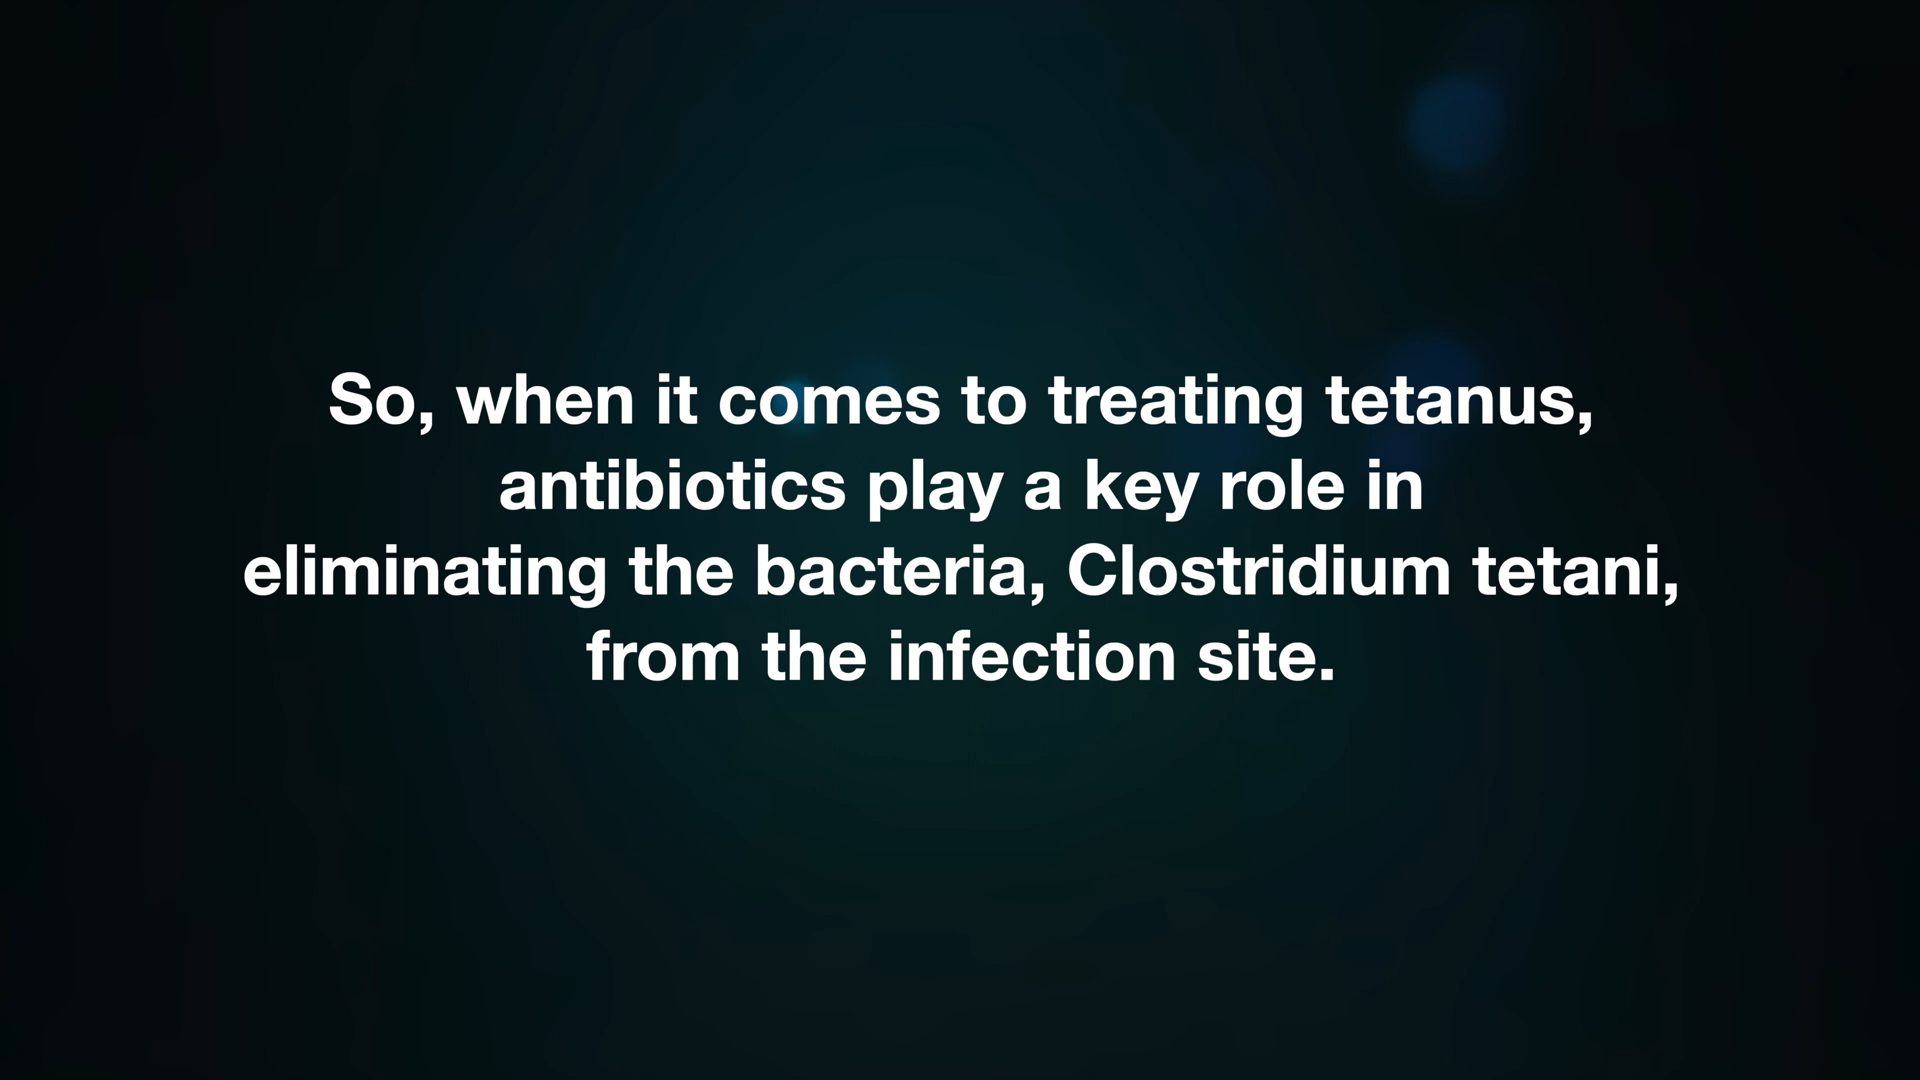 So, when it comes to treating tetanus,
antibiotics play a key role in
eliminating the bacteria, Clostridium tetani,
from the infection site.